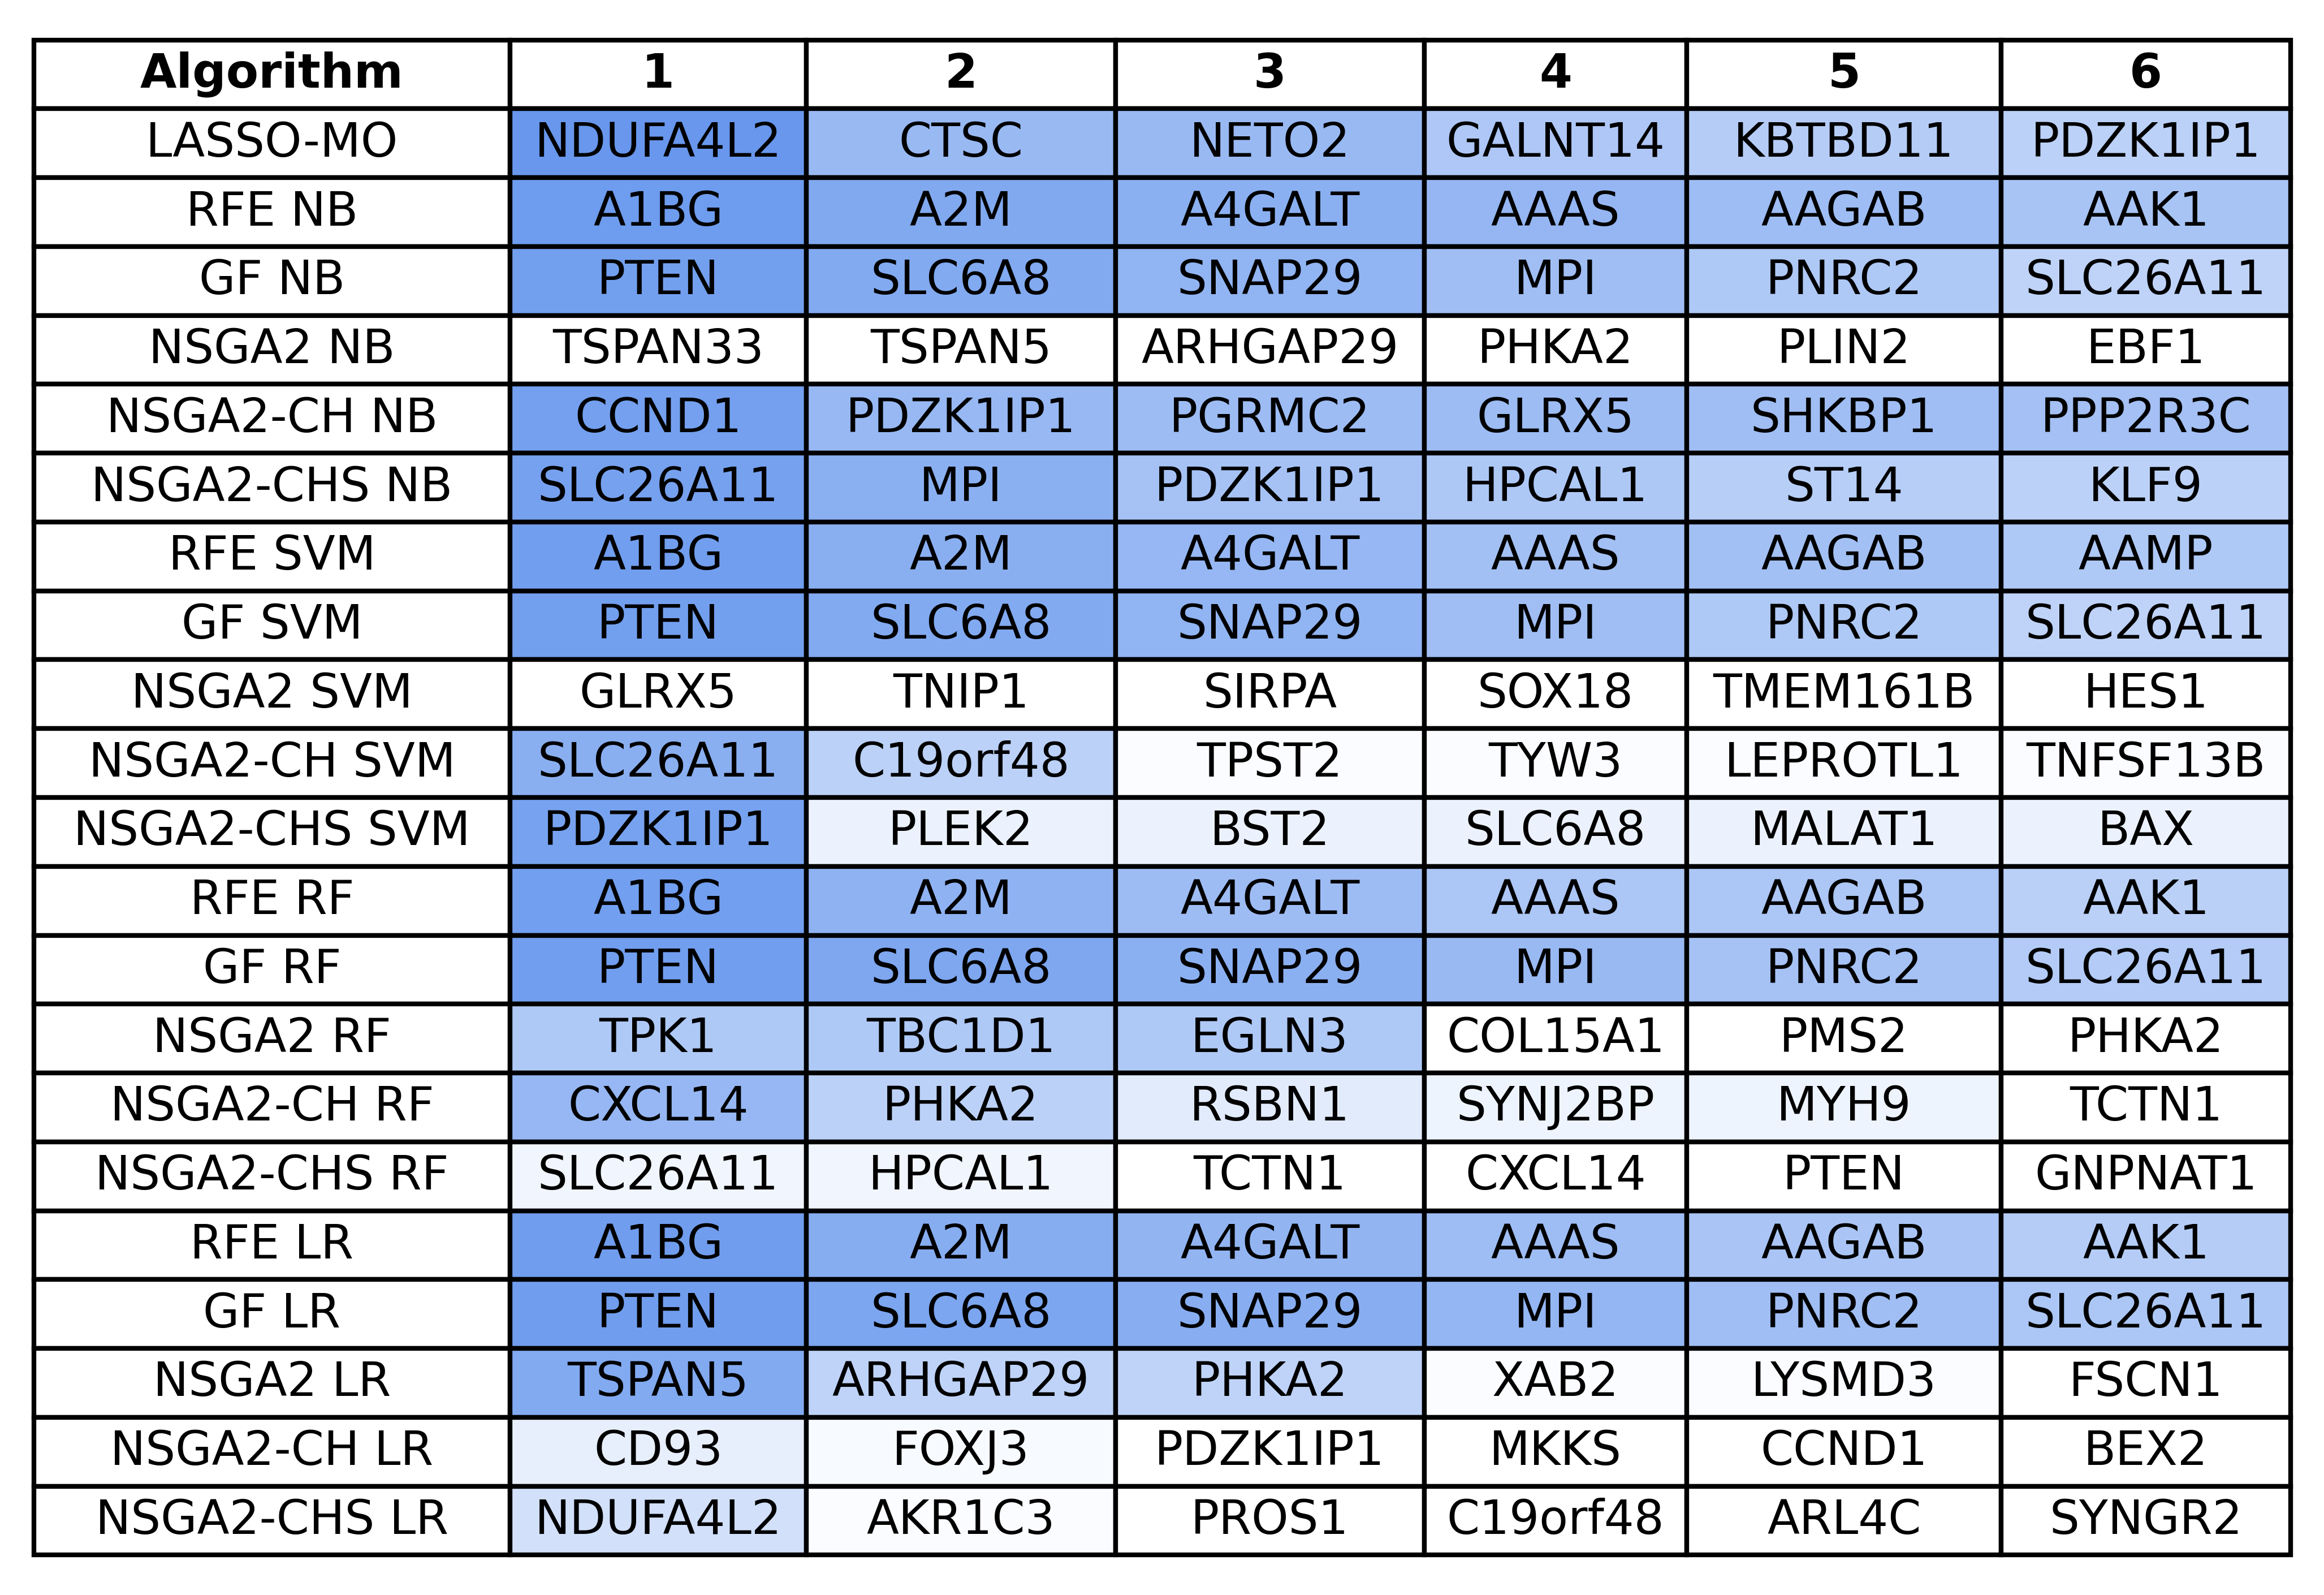 Algorithm 1 2 3 4 5 6
LASSO-MO NDUFA4L2 CTSC NETO2 GALNT14 KBTBD11 PDZK1IP1
RFE NB A1BG A2M A4GALT AAAS AAGAB AAK1
GF NB PTEN SLC6A8 SNAP29 MPI PNRC2 SLC26A11
NSGA2 NB TSPAN33 TSPAN5 ARHGAP29 PHKA2 PLIN2 EBF1
NSGA2-CH NB CCND1 PDZK1IP1 PGRMC2 GLRX5 SHKBP1 PPP2R3C
NSGA2-CHS NB SLC26A11 MPI PDZK1IP1 HPCAL1 ST14 KLF9
RFE SVM A1BG A2M A4GALT AAAS AAGAB AAMP
GF SVM PTEN SLC6A8 SNAP29 MPI PNRC2 SLC26A11
NSGA2 SVM GLRX5 TNIP1 SIRPA SOX18 TMEM161B HES1
NSGA2-CH SVM SLC26A11 C19orf48 TPST2 TYW3 LEPROTL1 TNFSF13B
NSGA2-CHS SVM PDZK1IP1 PLEK2 BST2 SLC6A8 MALAT1 BAX
RFE RF A1BG A2M A4GALT AAAS AAGAB AAK1
GF RF PTEN SLC6A8 SNAP29 MPI PNRC2 SLC26A11
NSGA2 RF TPK1 TBC1D1 EGLN3 COL15A1 PMS2 PHKA2
NSGA2-CH RF CXCL14 PHKA2 RSBN1 SYNJ2BP MYH9 TCTN1
NSGA2-CHS RF SLC26A11 HPCAL1 TCTN1 CXCL14 PTEN GNPNAT1
RFE LR A1BG A2M A4GALT AAAS AAGAB AAK1
GF LR PTEN SLC6A8 SNAP29 MPI PNRC2 SLC26A11
NSGA2 LR TSPAN5 ARHGAP29 PHKA2 XAB2 LYSMD3 FSCN1
NSGA2-CH LR CD93 FOXJ3 PDZK1IP1 MKKS CCND1 BEX2
NSGA2-CHS LR NDUFA4L2 AKR1C3 PROS1 C19orf48 ARL4C SYNGR2